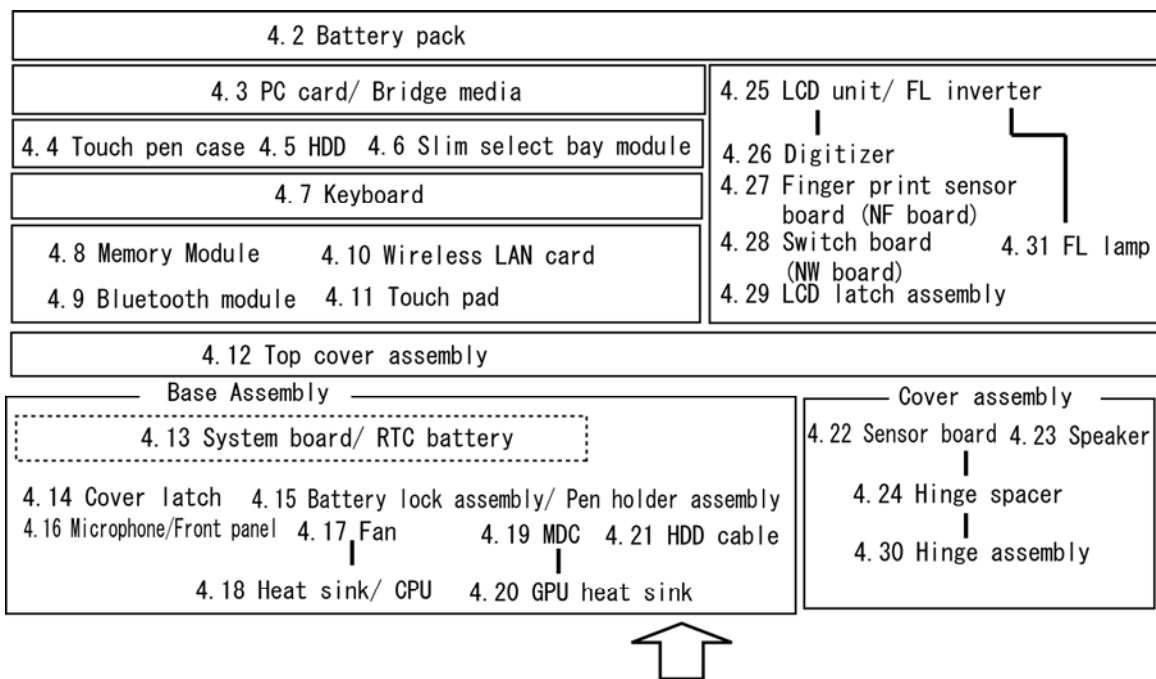 4.2 Battery pack
4.3 PC card/ Bridge media
4.4 Touch pen case 4.5 HDD 4.6 Slim select bay module
4.7 Keyboard
4.8 Memory Module 4.10 Wireless LAN card
4.9 Bluetooth module 4.11 Touch pad
4.25 LCD unit/ FL inverter
4.26 Digitizer
4.27 Finger print sensor
board (NF board)
4.28 Switch board
(NW board)
4.31 FL lamp
4.29 LCD latch assembly
4.12 Top cover assembly
Base Assembly
4.13 System board/ RTC battery
4.14 Cover latch 4.15 Battery lock assembly/ Pen holder assembly
4.16 Microphone/Front panel 4.17 Fan 4.19 MDC 4.21 HDD cable
4.18 Heat sink/ CPU 4.20 GPU heat sink
Cover assembly
4.22 Sensor board 4.23 Speaker
4.24 Hinge spacer
4.30 Hinge assembly